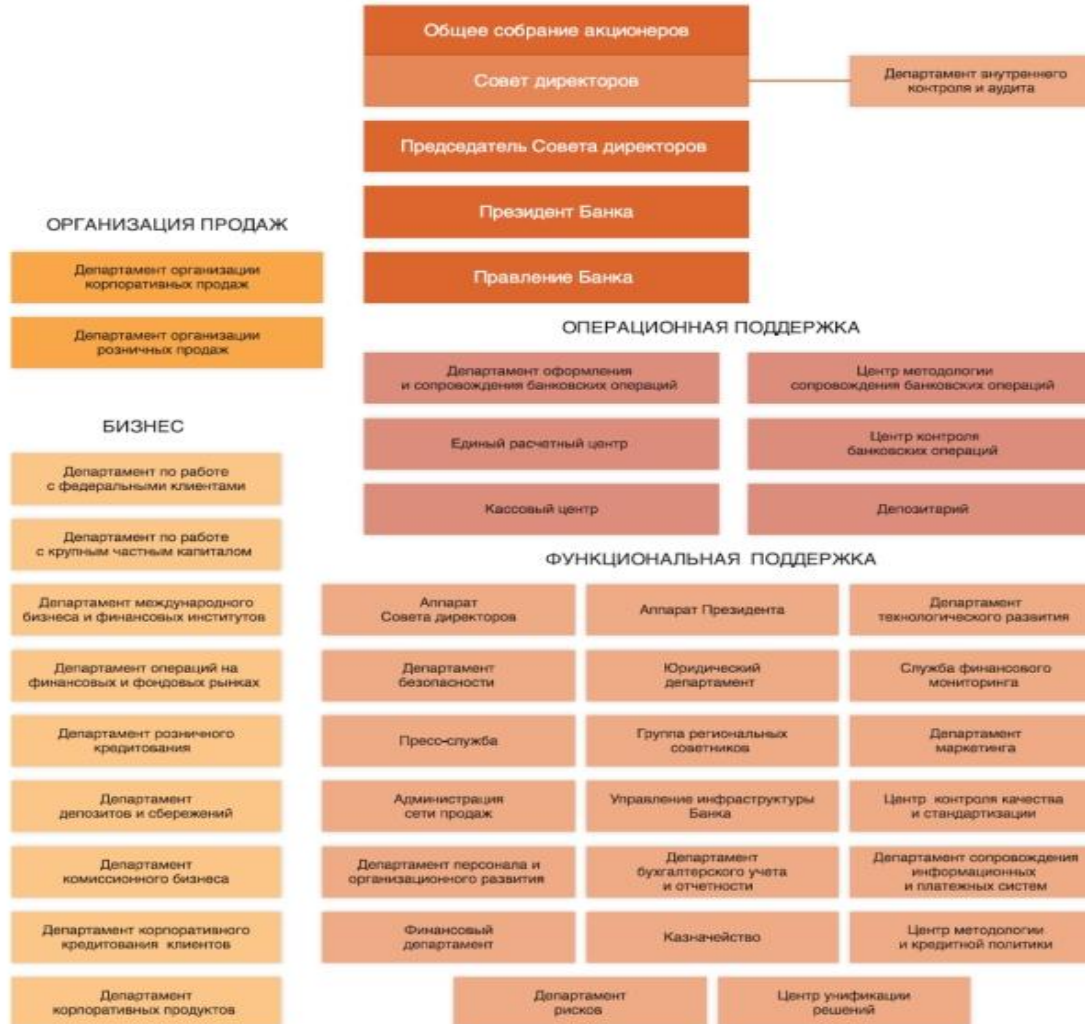 Общее собрание акционеров
Совет директоров
Департамент внутреннего
контроля и аудита
Председатель Совета директоров
Президент Банка
Правление Банка
ОРГАНИЗАЦИЯ ПРОДАЖ
Департамент организации
корпоративных продаж
Департамент организации
розничных продаж
БИЗНЕС
Департамент по работе
с федеральными клиентами
Департамент по работе
с крупным частным капиталом
Департамент международного
бизнеса и финансовых институтов
Департамент операций на
финансовых и фондовых рынках
Департамент розничного
кредитования
Департамент
депозитов и сбережений
Департамент
комиссионного бизнеса
Департамент корпоративного
кредитования клиентов
Департамент
корпоративных продуктов
ОПЕРАЦИОННАЯ ПОДДЕРЖКА
Департамент оформления
и сопровождения банковских операций
Центр методологии
сопровождения банковских операций
Единый расчетный центр
Центр контроля
банковских операций
Кассовый центр
Депозитарий
ФУНКЦИОНАЛЬНАЯ ПОДДЕРЖКА
Аппарат
Совета директоров
Аппарат Президента
Департамент
технологического развития
Департамент
безопасности
Юридический
департамент
Служба финансового
мониторинга
Пресс-служба
Группа региональных
советников
Департамент
маркетинга
Администрация
сети продаж
Управление инфраструктуры
Банка
Центр контроля качества
и стандартизации
Департамент персонала и
организационного развития
Департамент
бухгалтерского учета
и отчетности
Департамент сопровождения
информационных
и платежных систем
Финансовый
департамент
Казначейство
Центр методологии
и кредитной политики
Департамент
рисков
Центр унификации
решений